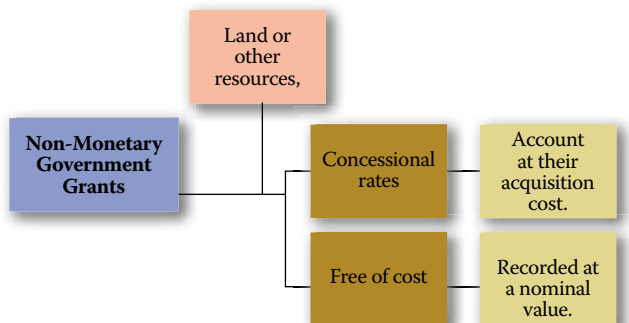 Land or
other
resources,
Non-Monetary
Government
Grants
Concessional
rates
Account
at their
acquisition
cost.
Free of cost
Recorded at
a nominal
value.